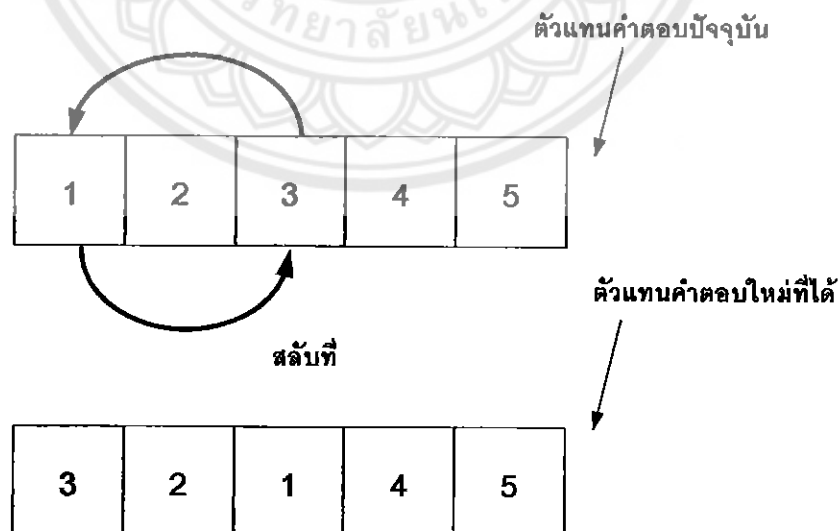 ตัวแทนคำตอบปัจจุบัน
1 2 3 4 5
ตัวแทนคำตอบใหม่ที่ได้
สลับที่
3 2 1 4 5